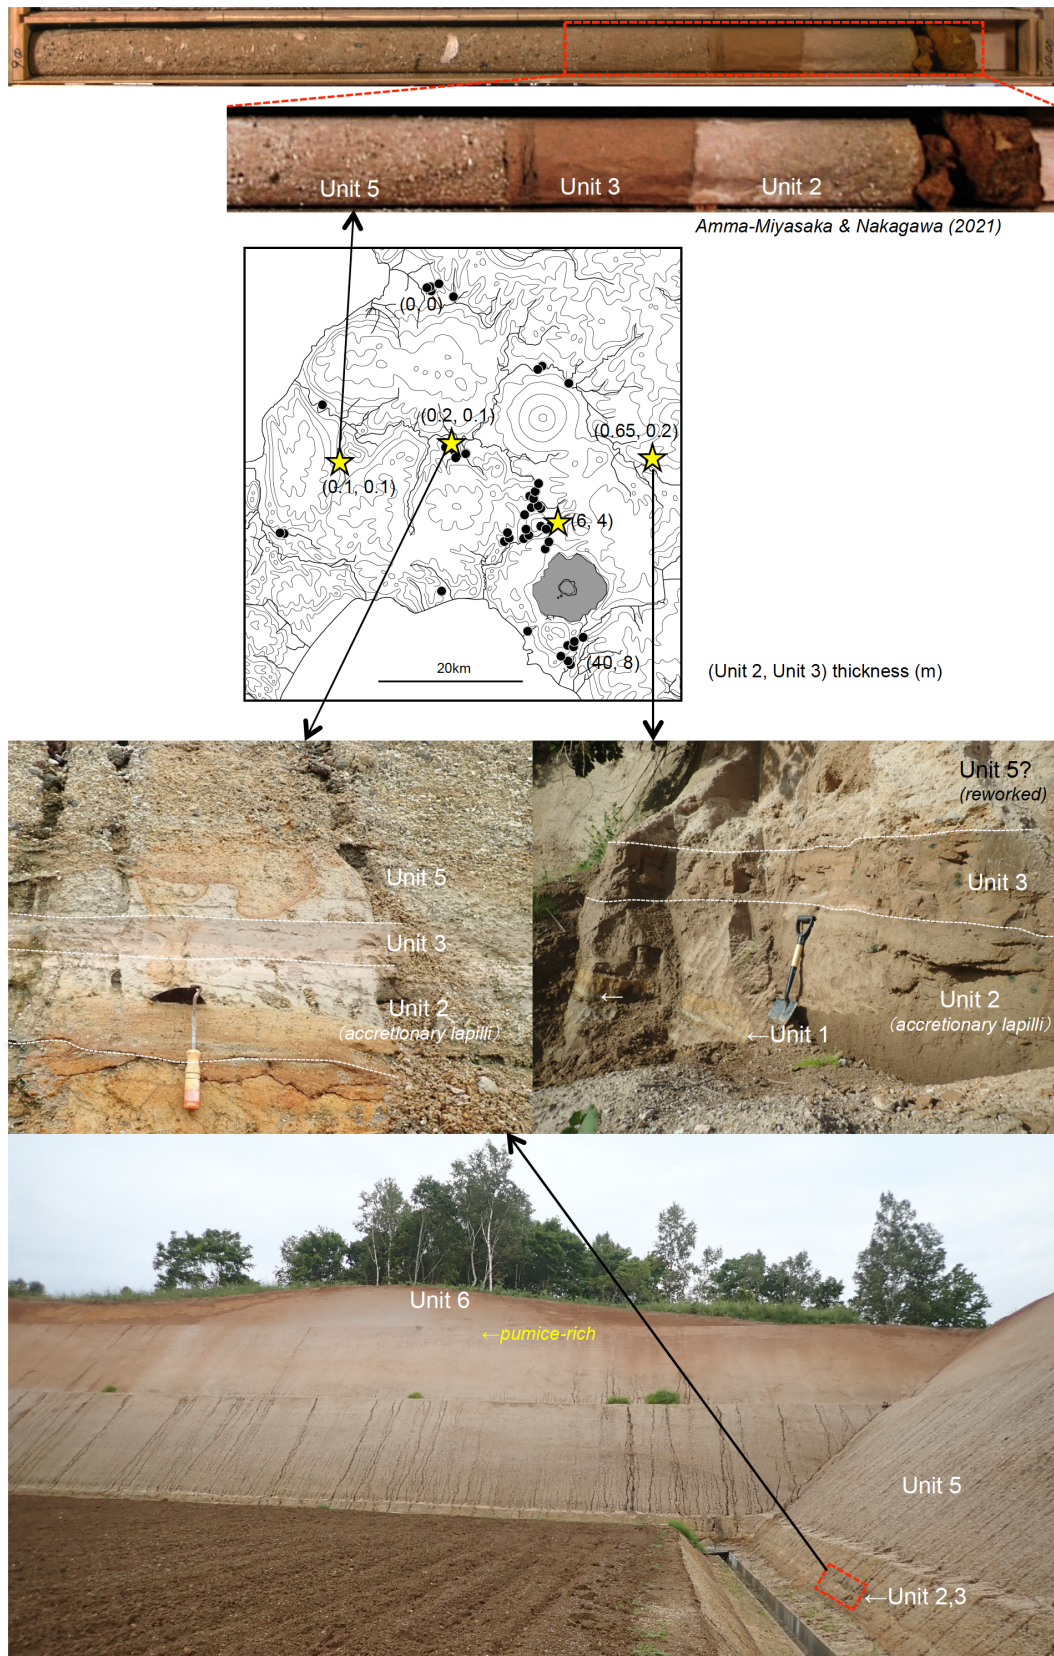 900
Unit 5
Unit 3
Unit 2
Amma-Miyasaka & Nakagawa (2021)
(0, 0)
(0.2, 0.1)
(0.65, 0.2)
(0.1, 0.1)
(6, 4)
(40, 8)
20km
(Unit 2, Unit 3) thickness (m)
Unit 5
Unit 3
Unit 2
(accretionary lapilli)
Unit 5?
(reworked)
Unit 3
Unit 2
(accretionary lapilli)
←
←Unit 1
Unit 6
←pumice-rich
Unit 5
←Unit 2,3